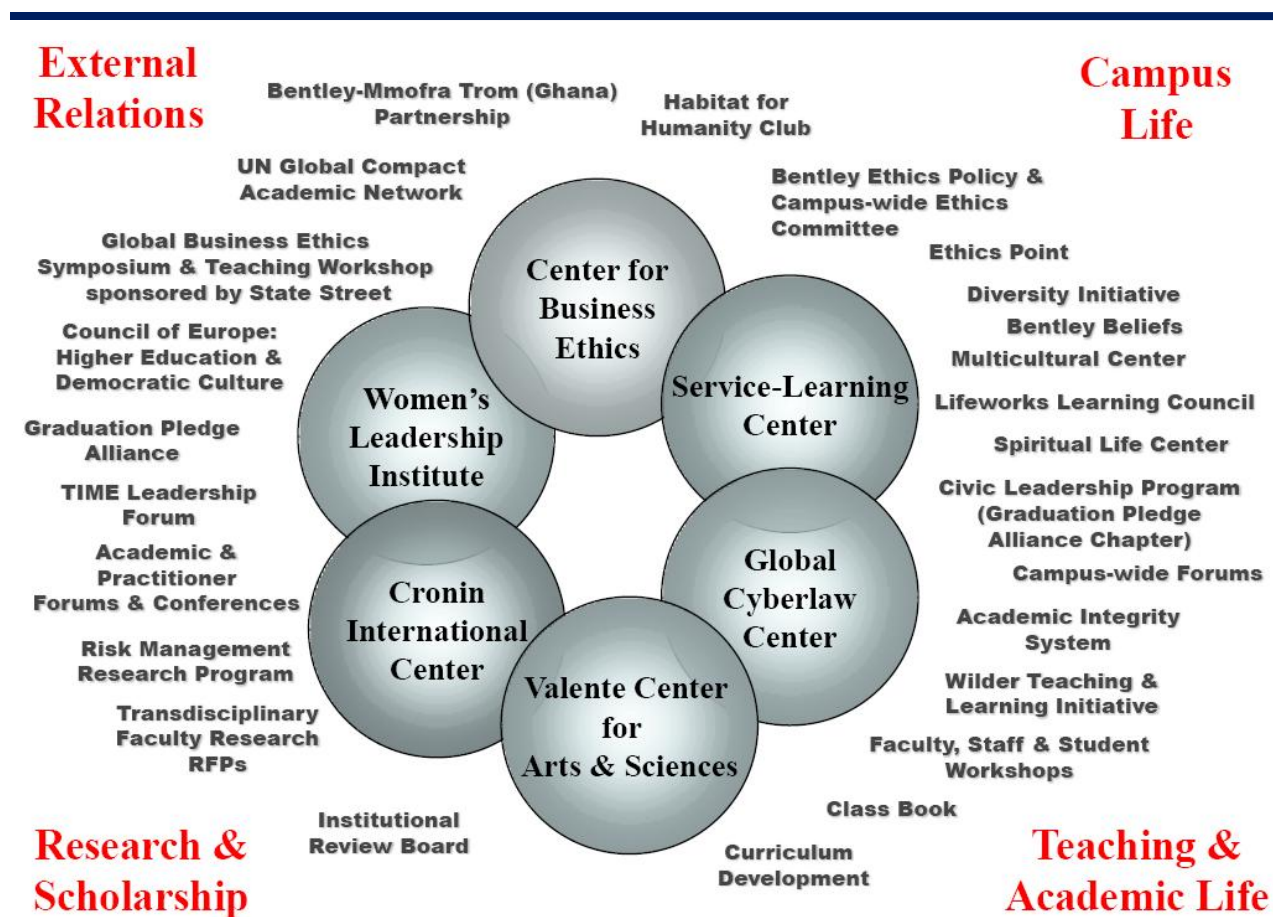 External
Relations
Campus
Life
Bentley-Mmofra Trom (Ghana)
Partnership
Habitat for
Humanity Club
UN Global Compact
Academic Network
Bentley Ethics Policy &
Campus-wide Ethics
Committee
Global Business Ethics
Symposium & Teaching Workshop
sponsored by State Street
Ethics Point
Council of Europe:
Higher Education &
Democratic Culture
Diversity Initiative
Bentley Beliefs
Multicultural Center
Graduation Pledge
Alliance
Lifeworks Learning Council
Spiritual Life Center
TIME Leadership
Forum
Civic Leadership Program
(Graduation Pledge
Alliance Chapter)
Academic &
Practitioner
Forums & Conferences
Campus-wide Forums
Risk Management
Research Program
Academic Integrity
System
Transdisciplinary
Faculty Research
RFPs
Wilder Teaching &
Learning Initiative
Faculty, Staff & Student
Workshops
Institutional
Review Board
Class Book
Curriculum
Development
Center for
Business
Ethics
Service-Learning
Center
Global
Cyberlaw
Center
Valente Center
for
Arts & Sciences
Cronin
International
Center
Women's
Leadership
Institute
Research &
Scholarship
Teaching &
Academic Life